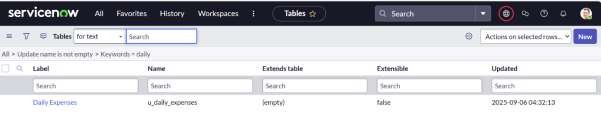 servicenow All Favorites History Workspaces Tables Search
Tables for text Search Actions on selected rows... New
All > Update name is not empty > Keywords = daily
Label Name Extends table Extensible Updated
Search Search Search Search Search
Daily Expenses u_daily_expenses (empty) false 2025-09-06 04:32:13